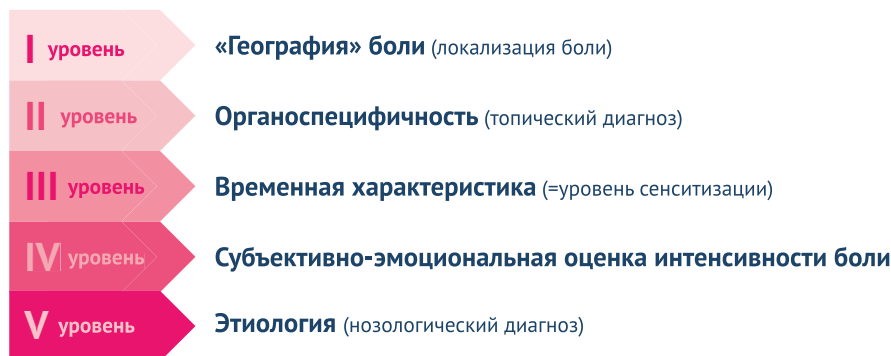 I уровень «География» боли (локализация боли)
II уровень Органоспецифичность (топический диагноз)
III уровень Временная характеристика (=уровень сенситизации)
IV уровень Субъективно-эмоциональная оценка интенсивности боли
V уровень Этиология (нозологический диагноз)